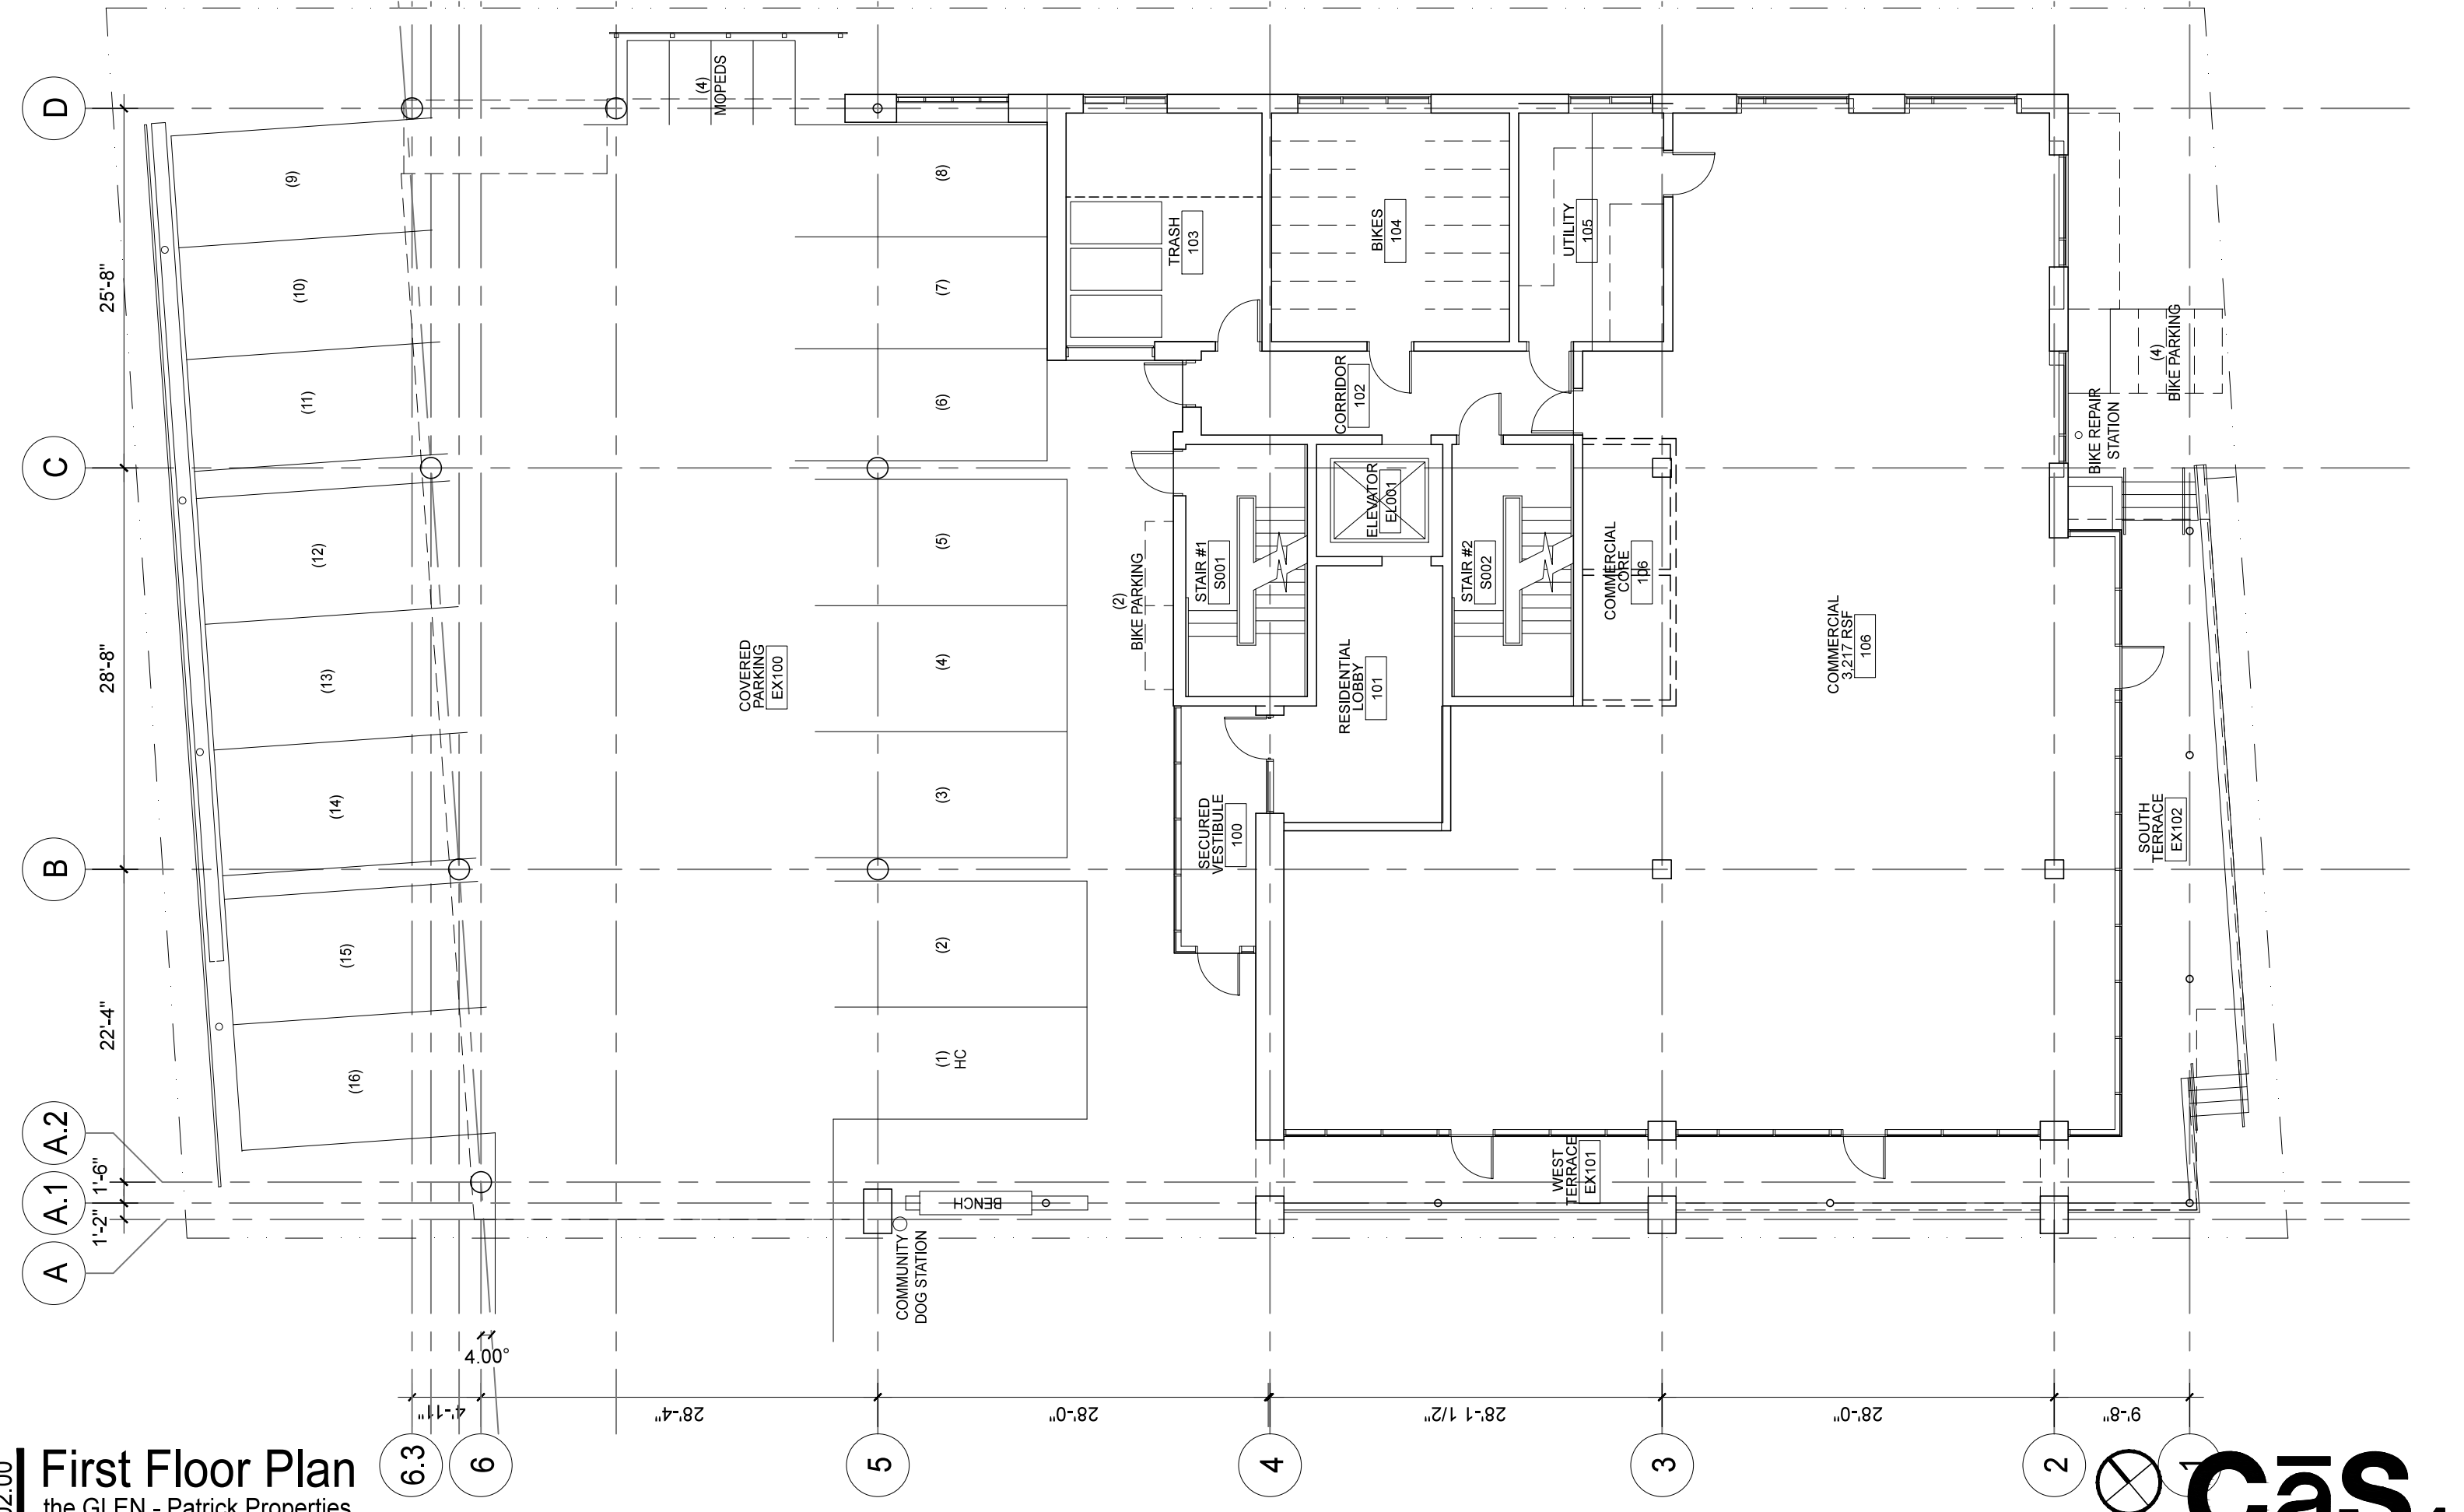 D
C
B
A.2
A.1
A
25'-8"
28'-8"
22'-4"
1'-6"
1'-2"
(9)
(10)
(11)
(12)
(13)
(14)
(15)
(16)
(4)
MOPEDS
(8)
(7)
(6)
(5)
(4)
(3)
(2)
(1)
HC
COVERED
PARKING
EX100
TRASH
103
BIKES
104
UTILITY
105
CORRIDOR
102
(2)
BIKE PARKING
STAIR #1
S001
ELEVATOR
EL001
STAIR #2
S002
COMMERCIAL
CORE
106
RESIDENTIAL
LOBBY
101
SECURED
VESTIBULE
100
COMMERCIAL
3,217 RSF
106
(4)
BIKE PARKING
BIKE REPAIR
STATION
SOUTH
TERRACE
EX102
WEST
TERRACE
EX101
BENCH
COMMUNITY
DOG STATION
4.00°
4'-11"
28'-4"
28'-0"
28'-1 1/2"
28'-0"
9'-8"
6.3
6
5
4
3
2
1
First Floor Plan
the GLEN - Patrick Properties